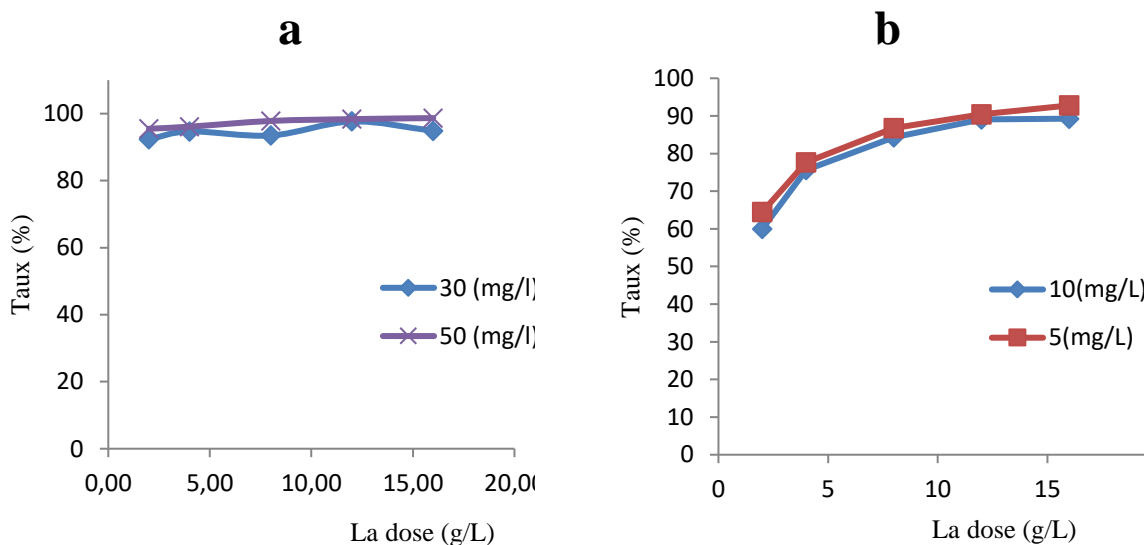 a
100
80
60
40
20
0
0,00 5,00 10,00 15,00 20,00
Taux (%)
La dose (g/L)
30 (mg/l)
50 (mg/l)
b
100
90
80
70
60
50
40
30
20
10
0
0 5 10 15
Taux (%)
La dose (g/L)
10(mg/L)
5(mg/L)